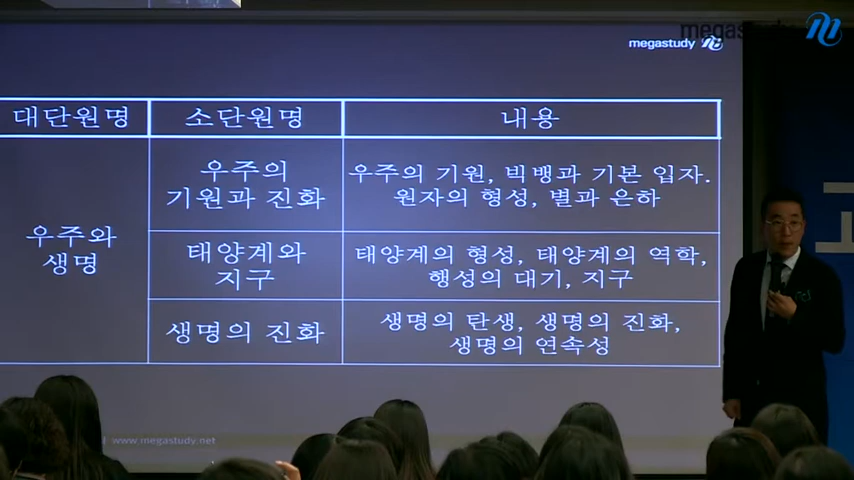 megastudy
megastudy
대단원명 소단원명 내용
우주와
생명
우주의
기원과 진화
우주의 기원, 빅뱅과 기본 입자.
원자의 형성, 별과 은하
태양계와
지구
태양계의 형성, 태양계의 역학,
행성의 대기, 지구
생명의 진화
생명의 탄생, 생명의 진화,
생명의 연속성
www.megastudy.net
고